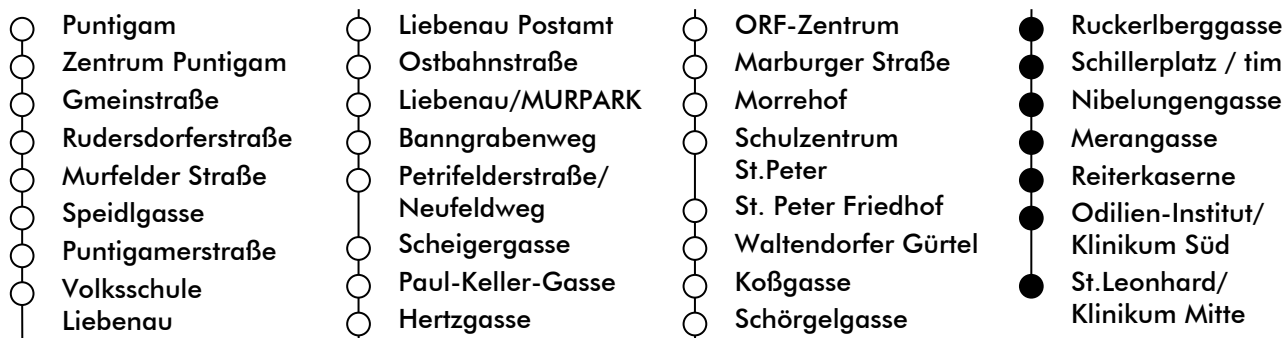 Puntigam
Zentrum Puntigam
Gmeinstraße
Rudersdorferstraße
Murfelder Straße
Speidlgasse
Puntigamerstraße
Volksschule
Liebenau
Liebenau Postamt
Ostbahnstraße
Liebenau/MURPARK
Banngrabenweg
Petrifelderstraße/
Neufeldweg
Scheigergasse
Paul-Keller-Gasse
Hertzgasse
ORF-Zentrum
Marburger Straße
Morrehof
Schulzentrum
St.Peter
St. Peter Friedhof
Waltendorfer Gürtel
Koßgasse
Schörgelgasse
Ruckerlberggasse
Schillerplatz / tim
Nibelungengasse
Merangasse
Reiterkaserne
Odilien-Institut/
Klinikum Süd
St.Leonhard/
Klinikum Mitte